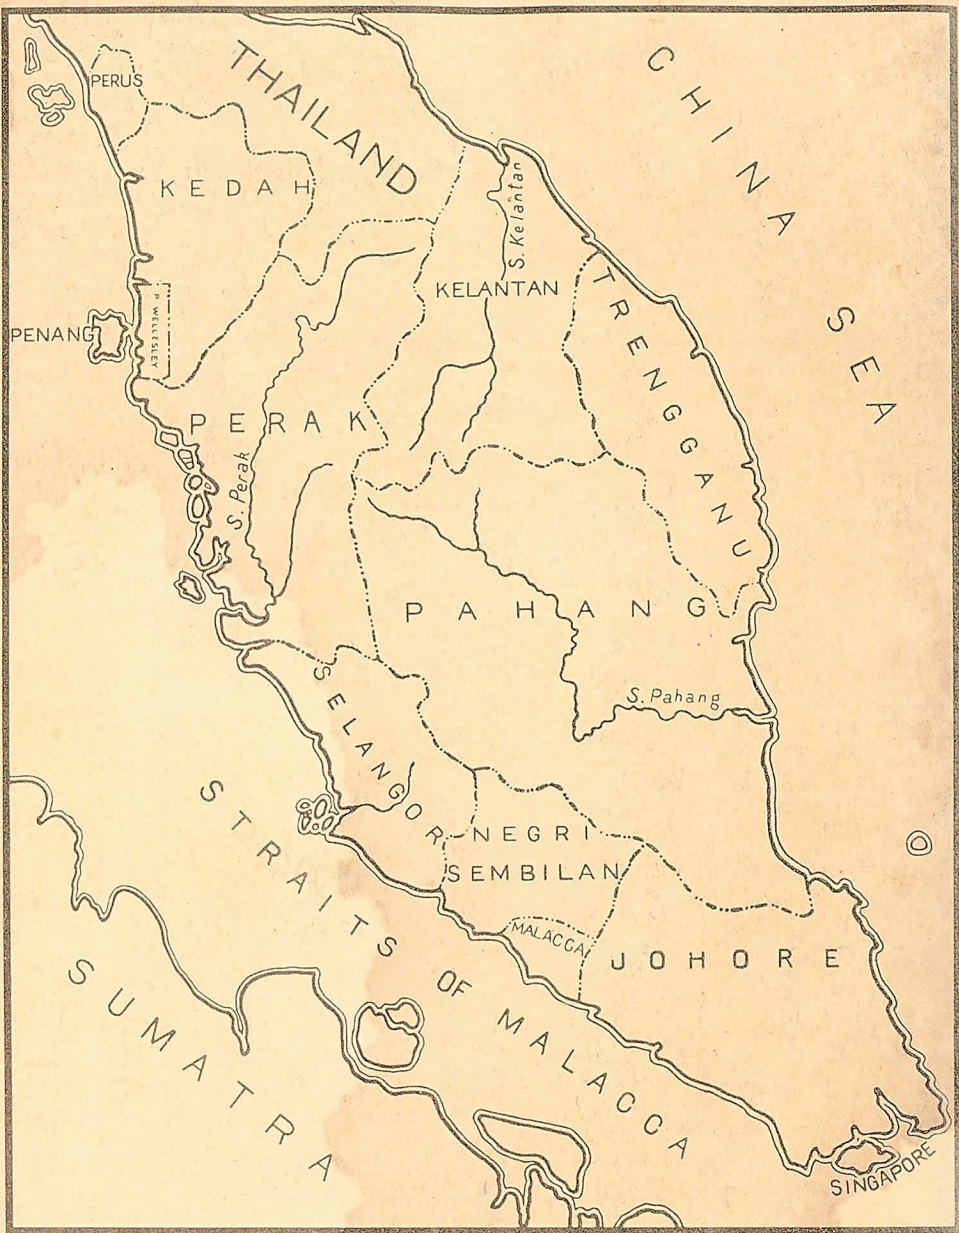 THAILAND
CHINA SEA
PERUS
KEDAH
S. Kelantan
KELANTAN
TRENGGANU
P. WELLESLEY
PENANG
PERAK
S. Perak
PAHANG
S. Pahang
SELANGOR
NEGRI
SEMBILAN
MALACCA
JOHORE
STRAITS OF MALACCA
SUMATRA
SINGAPORE